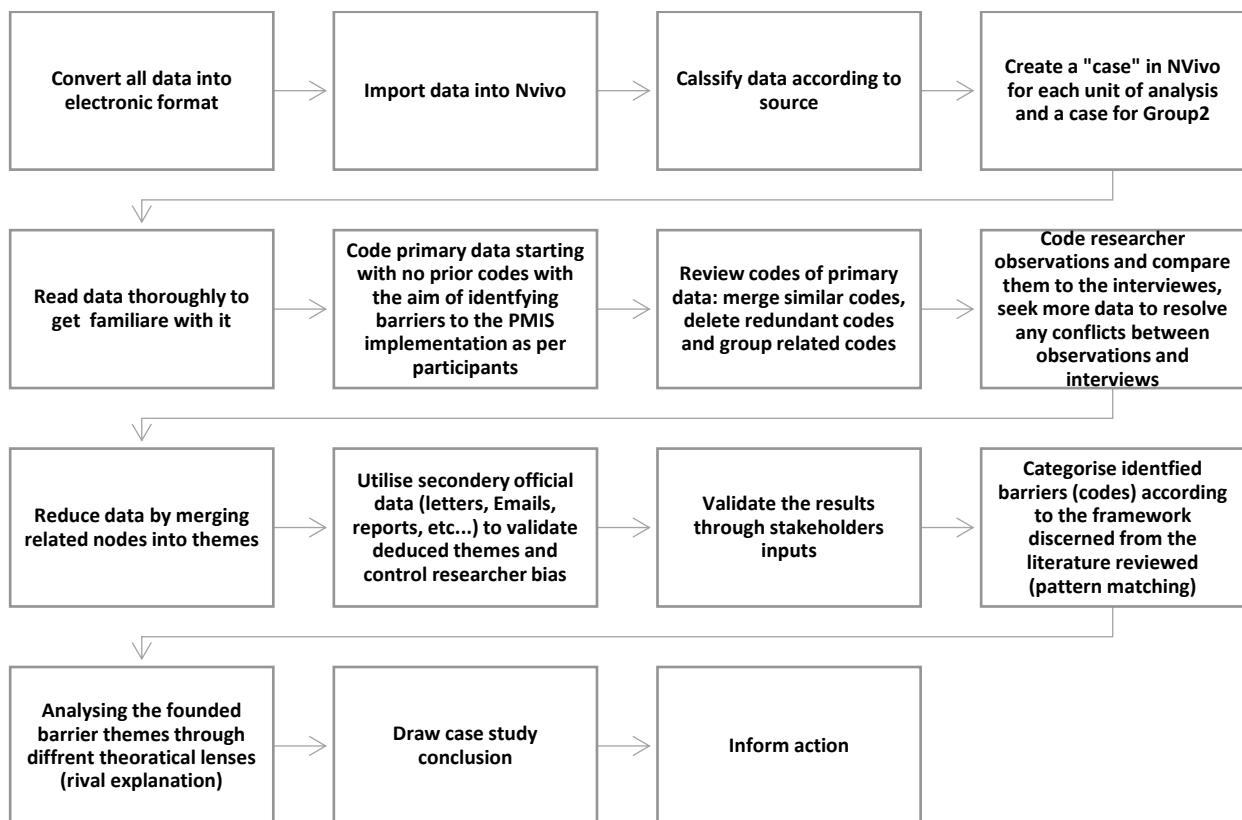 Convert all data into
electronic format
Import data into Nvivo
Calssify data according to
source
Create a "case" in NVivo
for each unit of analysis
and a case for Group2
Read data thoroughly to
get familiare with it
Code primary data starting
with no prior codes with
the aim of identfying
barriers to the PMIS
implementation as per
participants
Review codes of primary
data: merge similar codes,
delete redundant codes
and group related codes
Code researcher
observations and compare
them to the interviewes,
seek more data to resolve
any conflicts between
observations and
interviews
Reduce data by merging
related nodes into themes
Utilise secondery official
data (letters, Emails,
reports, etc...) to validate
deduced themes and
control researcher bias
Validate the results
through stakeholders
inputs
Categorise identfied
barriers (codes) according
to the framework
discerned from the
literature reviewed
(pattern matching)
Analysing the founded
barrier themes through
diffrent theoratical lenses
(rival explanation)
Draw case study
conclusion
Inform action